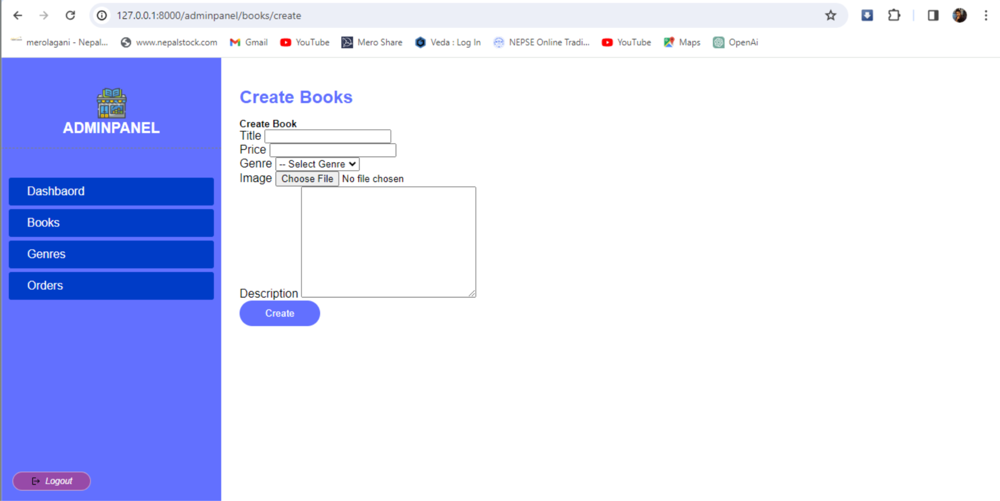 127.0.0.1:8000/adminpanel/books/create
merolagani - Nepal... www.nepalstock.com Gmail YouTube Mero Share Veda : Log In NEPSE Online Tradi... YouTube Maps OpenAi
ADMINPANEL
Dashbaord
Books
Genres
Orders
Logout
Create Books
Create Book
Title
Price
Genre -- Select Genre
Image Choose File No file chosen
Description
Create